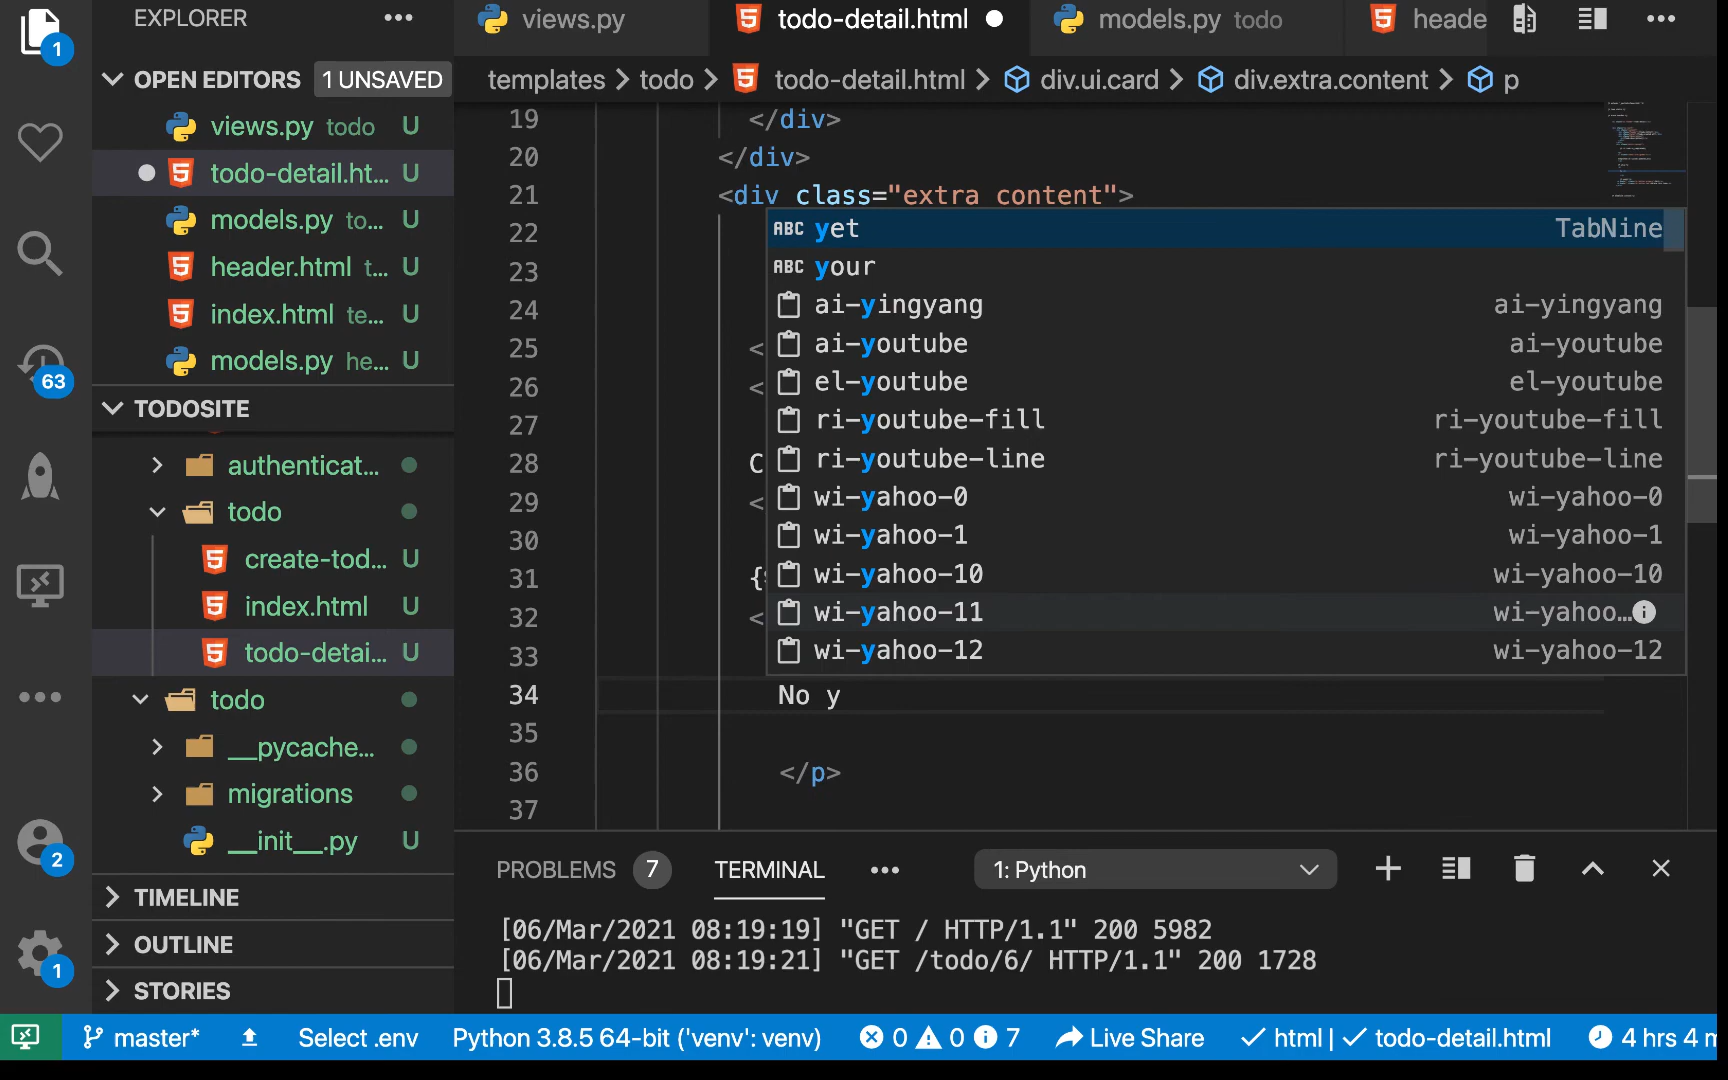 EXPLORER
OPEN EDITORS 1 UNSAVED
views.py todo U
todo-detail.ht... U
models.py to... U
header.html t... U
index.html te... U
models.py he... U
TODOSITE
authenticat...
todo
create-tod... U
index.html U
todo-detai... U
todo
__pycache...
migrations
__init__.py U
TIMELINE
OUTLINE
STORIES
1
63
2
1
views.py
todo-detail.html
models.py todo
heade
templates > todo > todo-detail.html > div.ui.card > div.extra.content > p
19 </div>
20 </div>
21 <div class="extra content">
22
23
24
25 <
26 <
27
28 C
29 <
30
31 {
32 <
33
34 No y
35
36 </p>
37
ABC yet TabNine
ABC your
ai-yingyang ai-yingyang
ai-youtube ai-youtube
el-youtube el-youtube
ri-youtube-fill ri-youtube-fill
ri-youtube-line ri-youtube-line
wi-yahoo-0 wi-yahoo-0
wi-yahoo-1 wi-yahoo-1
wi-yahoo-10 wi-yahoo-10
wi-yahoo-11 wi-yahoo...
wi-yahoo-12 wi-yahoo-12
PROBLEMS 7 TERMINAL ... 1: Python
[06/Mar/2021 08:19:19] "GET / HTTP/1.1" 200 5982
[06/Mar/2021 08:19:21] "GET /todo/6/ HTTP/1.1" 200 1728
master* Select .env Python 3.8.5 64-bit ('venv': venv) 0 0 7 Live Share html | todo-detail.html 4 hrs 4